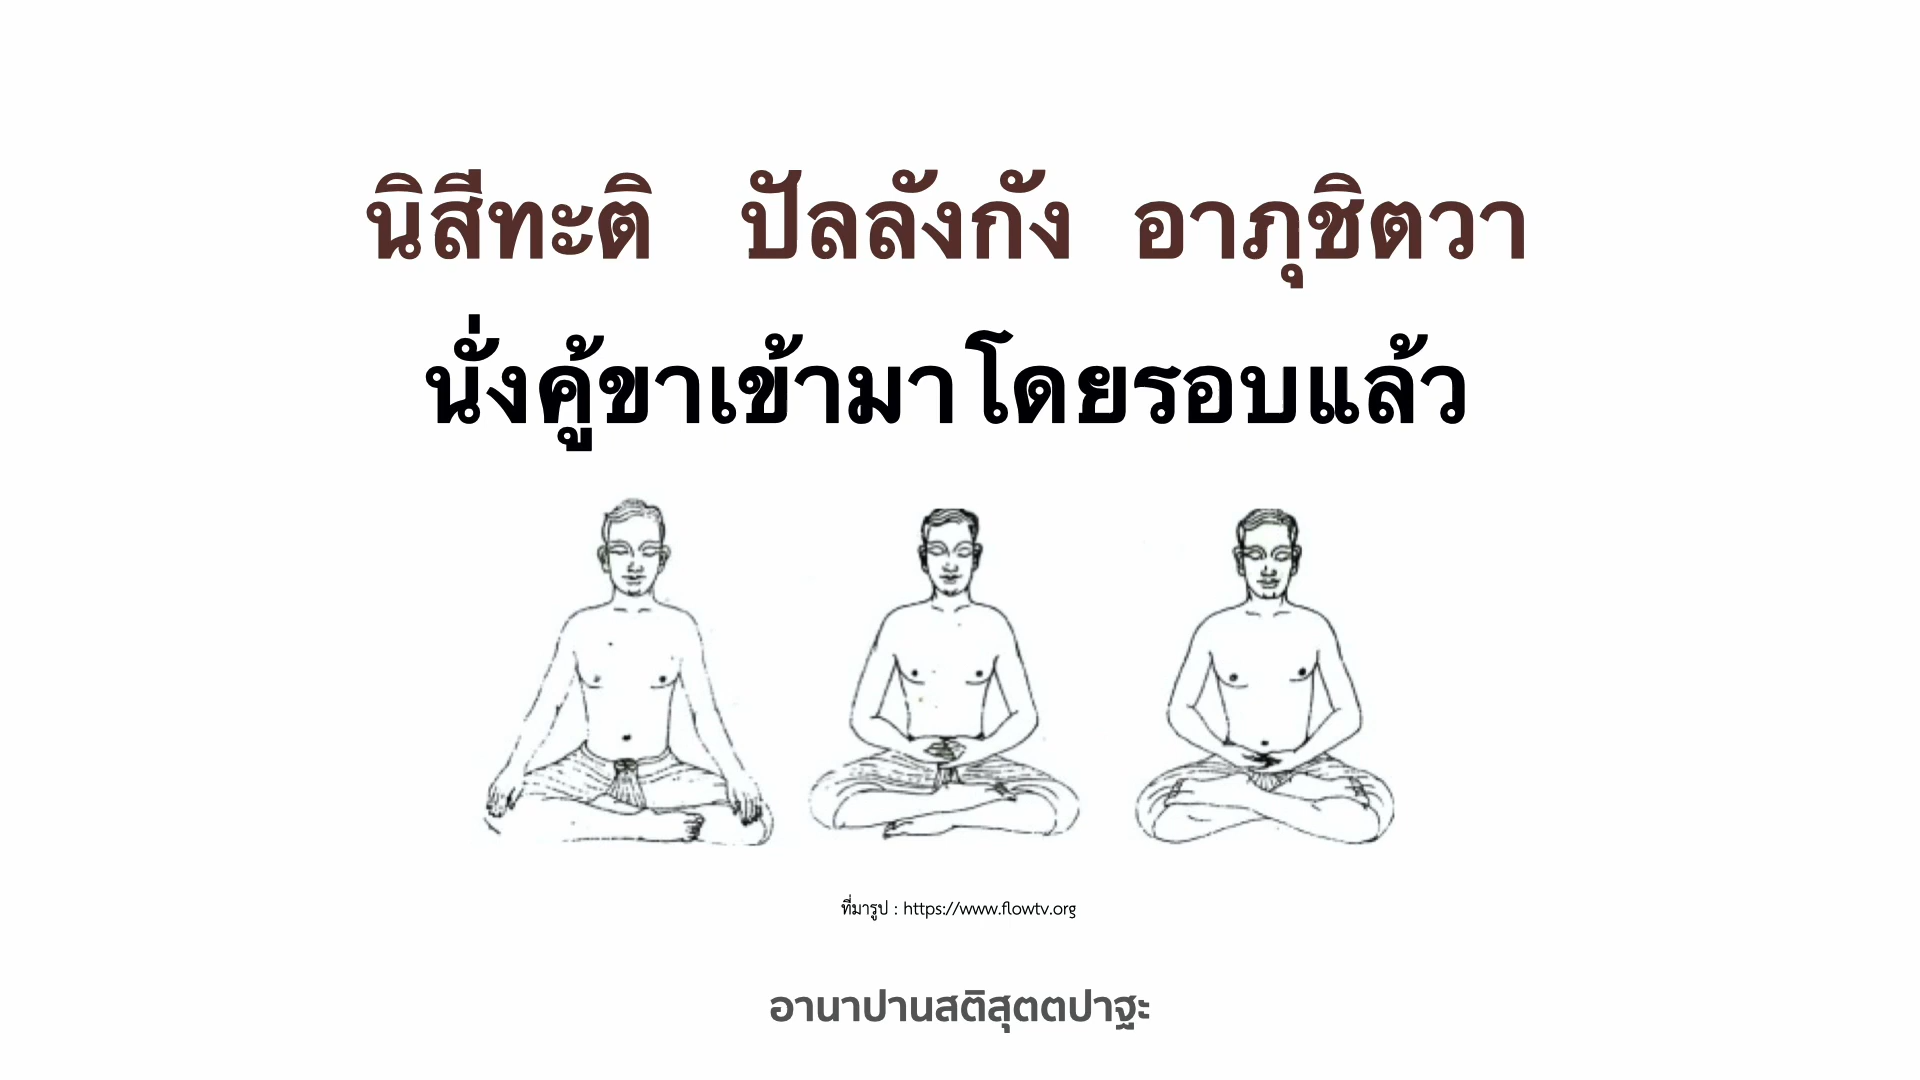 นิสีทะติ ปัลลังกัง อาภุชิตวา
นั่งคู้ขาเข้ามาโดยรอบแล้ว
ที่มารูป : https://www.flowtv.org
อานาปานสติสุตตปาฐะ